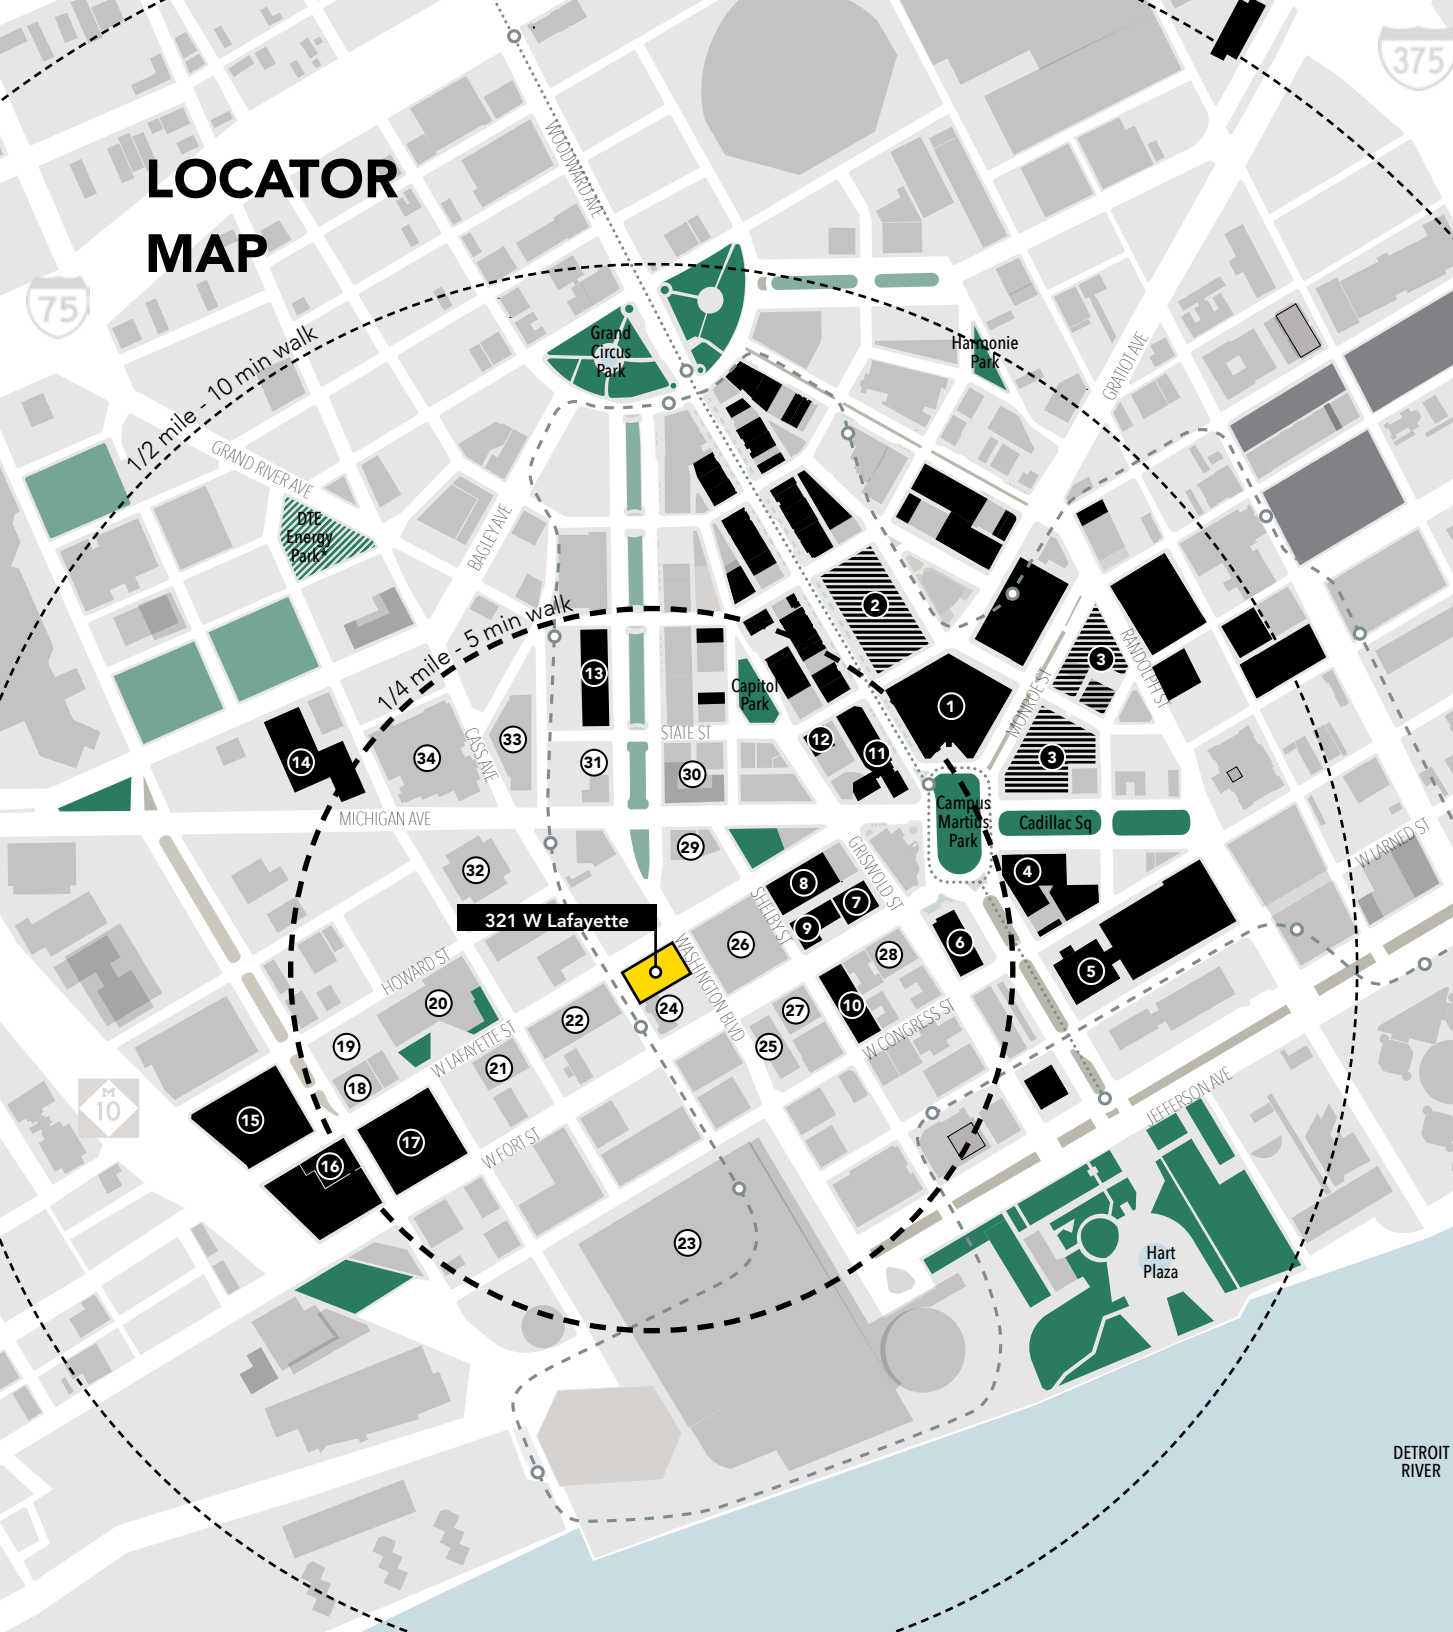 375
LOCATOR
MAP
WOODWARD AVE
75
1/2 mile - 10 min walk
Grand
Circus
Park
Harmonie
Park
GRATIOT AVE
GRAND RIVER AVE
BAGLEY AVE
DTE
Energy
Park*
1/4 mile - 5 min walk
2
3
RANDOLPH ST
13
Capitol
Park
1
MONROE ST
14
34
CASS AVE
33
31
STATE ST
30
12
11
3
MICHIGAN AVE
Campus
Martius
Park
Cadillac Sq
W LARNED ST
32
29
GRISWOLD ST
8
4
7
SHELBY ST
9
321 W Lafayette
WASHINGTON BLVD
26
28
6
5
HOWARD ST
20
22
24
27
10
W CONGRESS ST
19
W LAFAYETTE ST
25
21
18
M
10
15
17
16
W FORT ST
JEFFERSON AVE
23
Hart
Plaza
DETROIT
RIVER